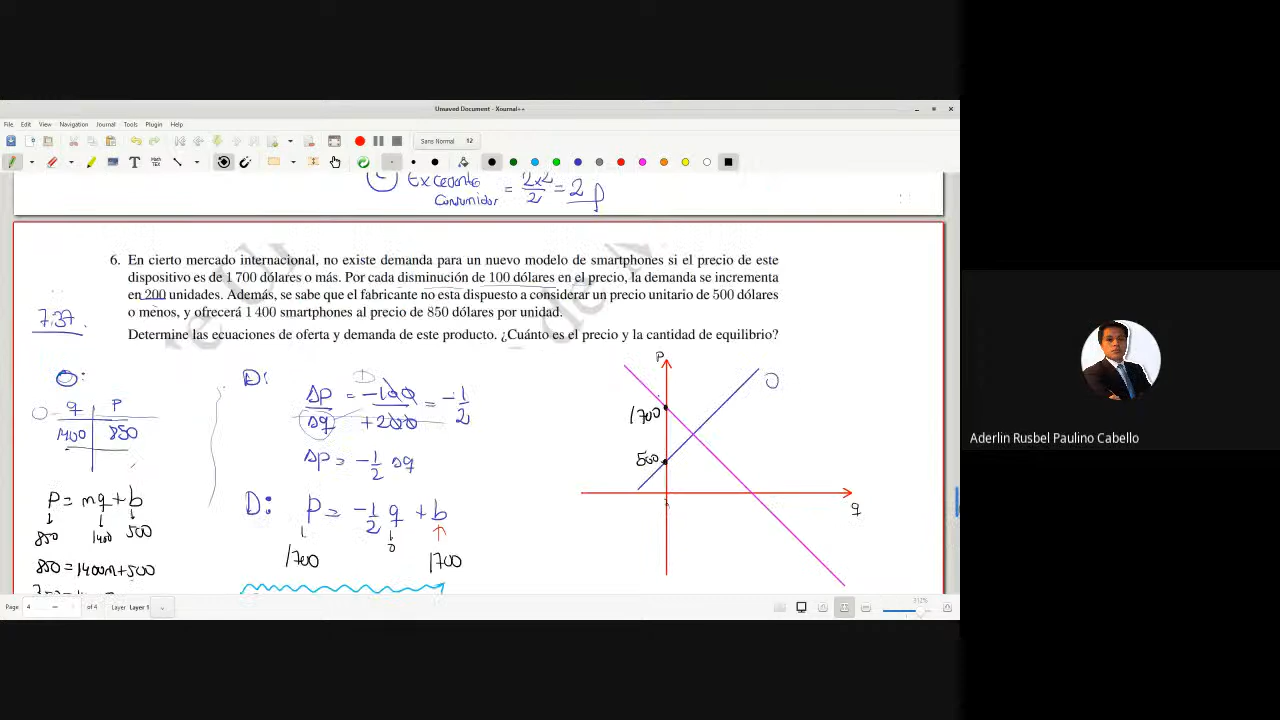 Unsaved Document - Xournal++
File Edit View Navigation Journal Tools Plugin Help
Sans Normal 12
Excedente
Consumidor = 2x2/2 = 2
6. En cierto mercado internacional, no existe demanda para un nuevo modelo de smartphones si el precio de este
dispositivo es de 1 700 dólares o más. Por cada disminución de 100 dólares en el precio, la demanda se incrementa
en 200 unidades. Además, se sabe que el fabricante no esta dispuesto a considerar un precio unitario de 500 dólares
o menos, y ofrecerá 1 400 smartphones al precio de 850 dólares por unidad.
Determine las ecuaciones de oferta y demanda de este producto. ¿Cuánto es el precio y la cantidad de equilibrio?
7:37
O:
q P
1400 850
P = mq + b
850 1400 500
850 = 1400m + 500
D:
Δp/Δq = -100/+200 = -1/2
Δp = -1/2 Δq
D: P = -1/2 q + b
1700 0 1700
P
O
1700
500
q
Aderlin Rusbel Paulino Cabello
Page 4 of 4 Layer Layer 1
312%